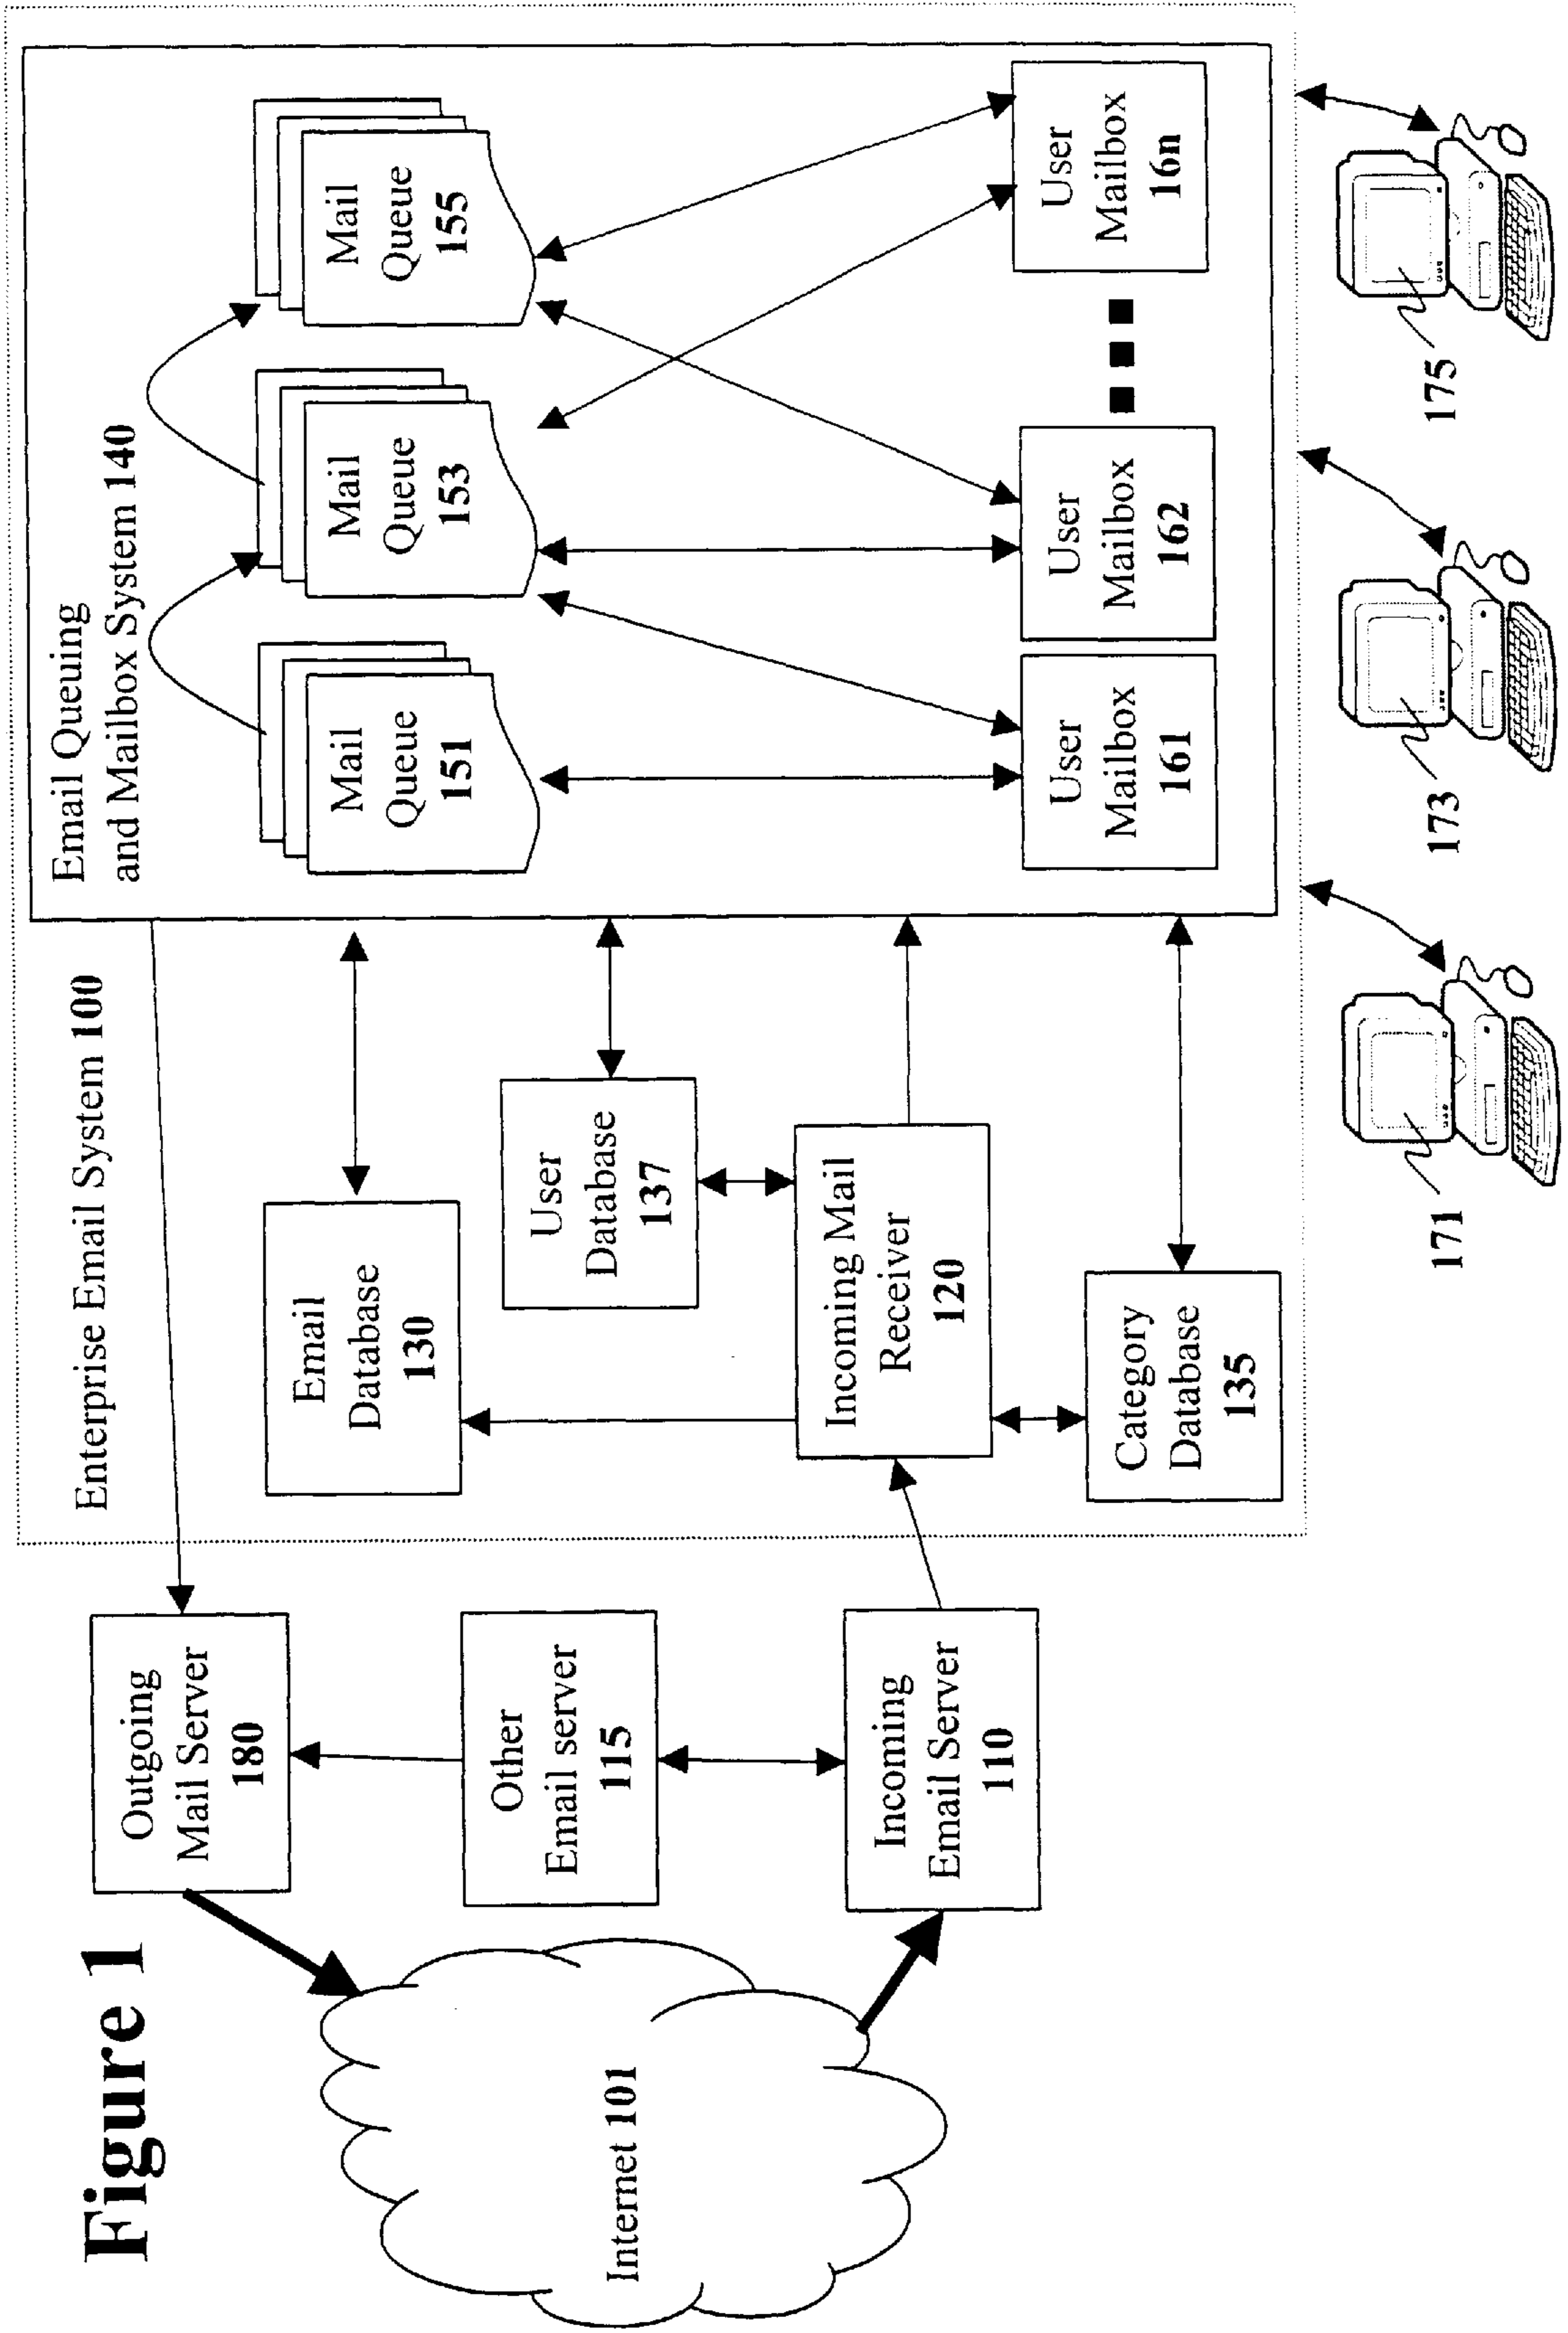 Figure 1
Internet 101
Outgoing
Mail Server
180
Other
Email server
115
Incoming
Email Server
110
Enterprise Email System 100
Email
Database
130
User
Database
137
Incoming Mail
Receiver
120
Category
Database
135
Email Queuing
and Mailbox System 140
Mail
Queue
151
Mail
Queue
153
Mail
Queue
155
User
Mailbox
161
User
Mailbox
162
User
Mailbox
16n
171
173
175